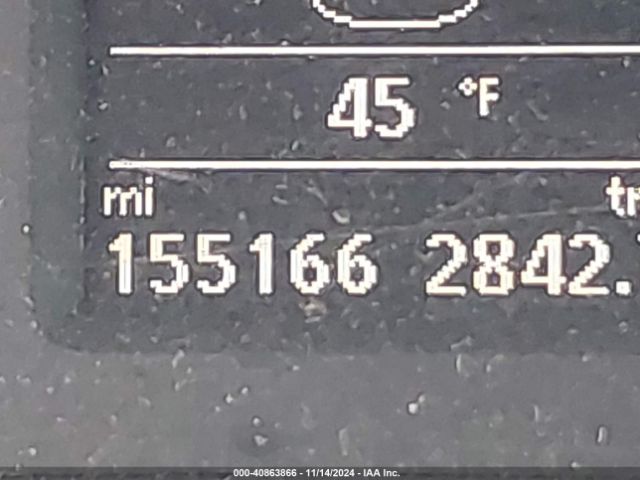 45 °F
mi
155166 2842.
000-40863866 - 11/14/2024 - IAA Inc.